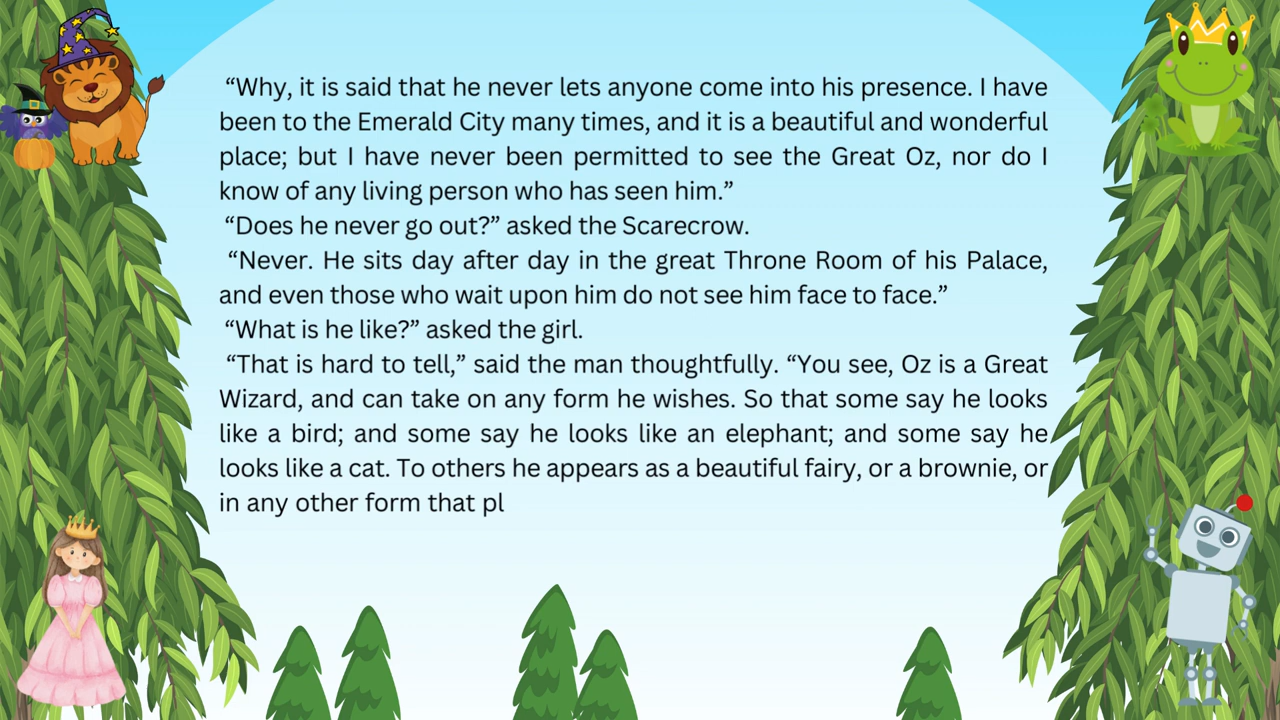 “Why, it is said that he never lets anyone come into his presence. I have
been to the Emerald City many times, and it is a beautiful and wonderful
place; but I have never been permitted to see the Great Oz, nor do I
know of any living person who has seen him.”
“Does he never go out?” asked the Scarecrow.
“Never. He sits day after day in the great Throne Room of his Palace,
and even those who wait upon him do not see him face to face.”
“What is he like?” asked the girl.
“That is hard to tell,” said the man thoughtfully. “You see, Oz is a Great
Wizard, and can take on any form he wishes. So that some say he looks
like a bird; and some say he looks like an elephant; and some say he
looks like a cat. To others he appears as a beautiful fairy, or a brownie, or
in any other form that pl